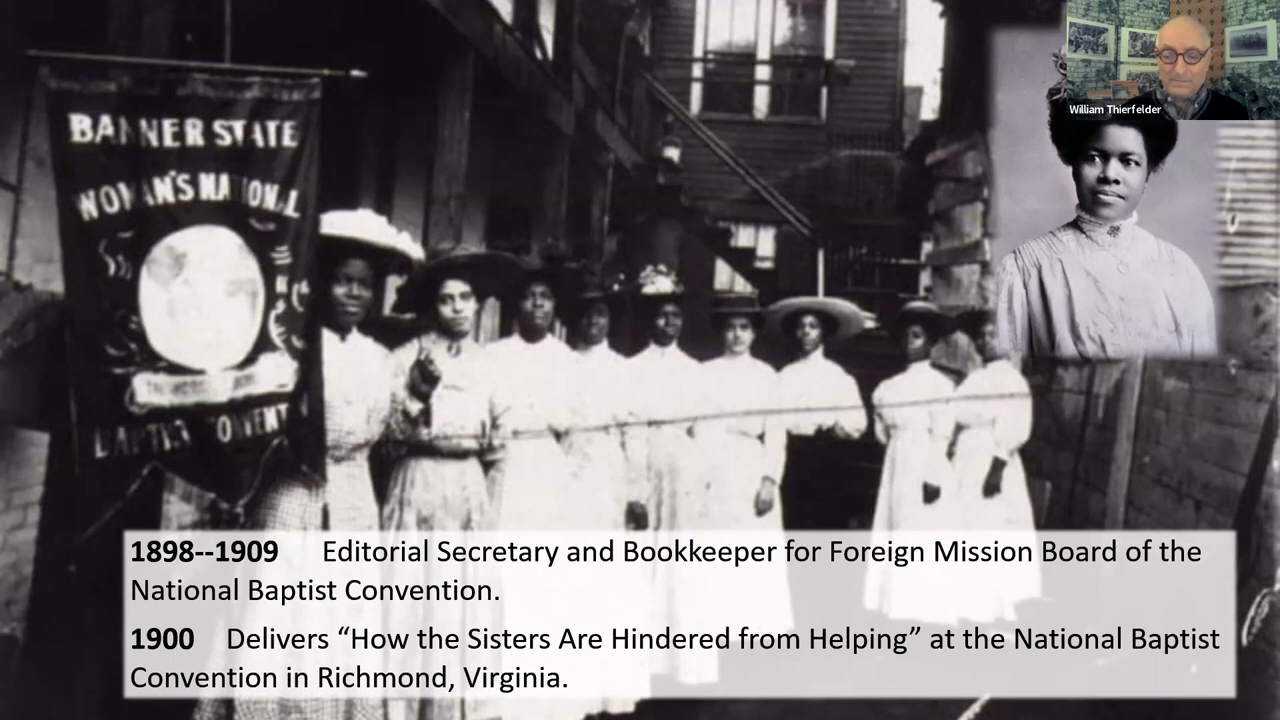 BANNER STATE
WOMAN'S NATIONAL
BAPTIST
William Thierfelder
1898--1909 Editorial Secretary and Bookkeeper for Foreign Mission Board of the
National Baptist Convention.
1900 Delivers “How the Sisters Are Hindered from Helping” at the National Baptist
Convention in Richmond, Virginia.